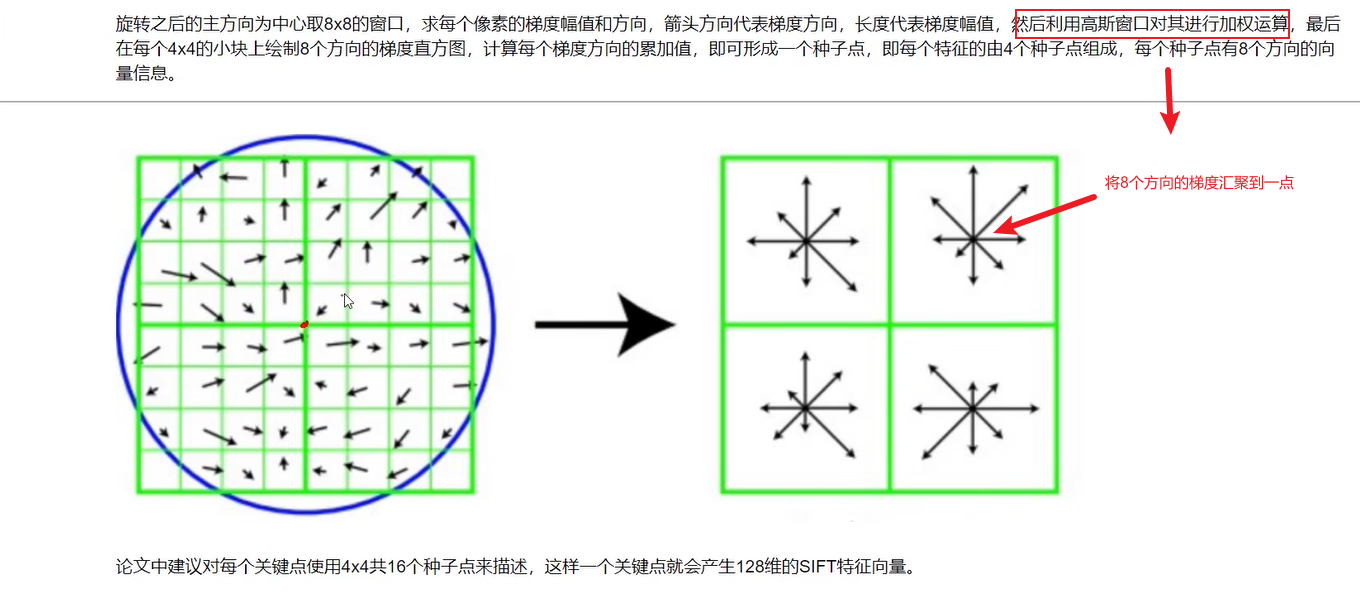 旋转之后的主方向为中心取8x8的窗口，求每个像素的梯度幅值和方向，箭头方向代表梯度方向，长度代表梯度幅值，然后利用高斯窗口对其进行加权运算，最后
在每个4x4的小块上绘制8个方向的梯度直方图，计算每个梯度方向的累加值，即可形成一个种子点，即每个特征的由4个种子点组成，每个种子点有8个方向的向
量信息。
将8个方向的梯度汇聚到一点
论文中建议对每个关键点使用4x4共16个种子点来描述，这样一个关键点就会产生128维的SIFT特征向量。